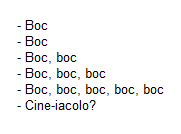 - Boc
- Boc
- Boc, boc
- Boc, boc, boc
- Boc, boc, boc, boc, boc
- Cine-iacolo?